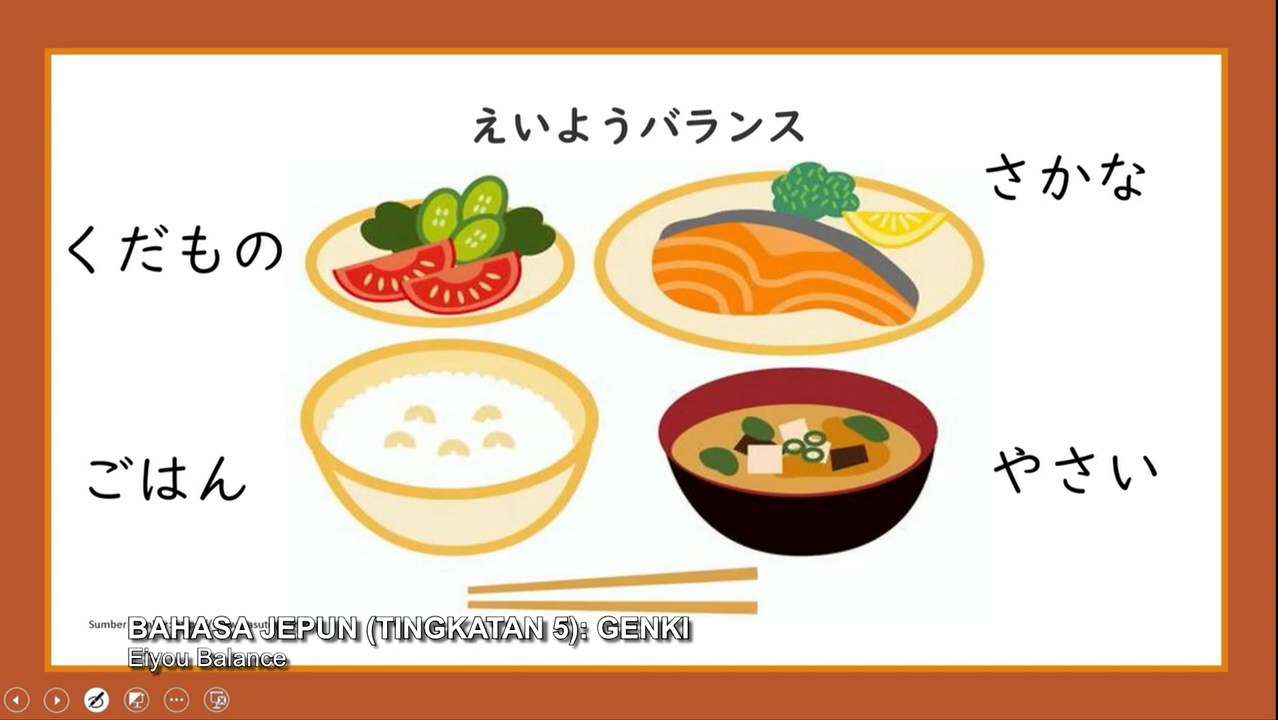 えいようバランス
さかな
くだもの
ごはん
やさい
Sumber
BAHASA JEPUN (TINGKATAN 5): GENKI
Eiyou Balance